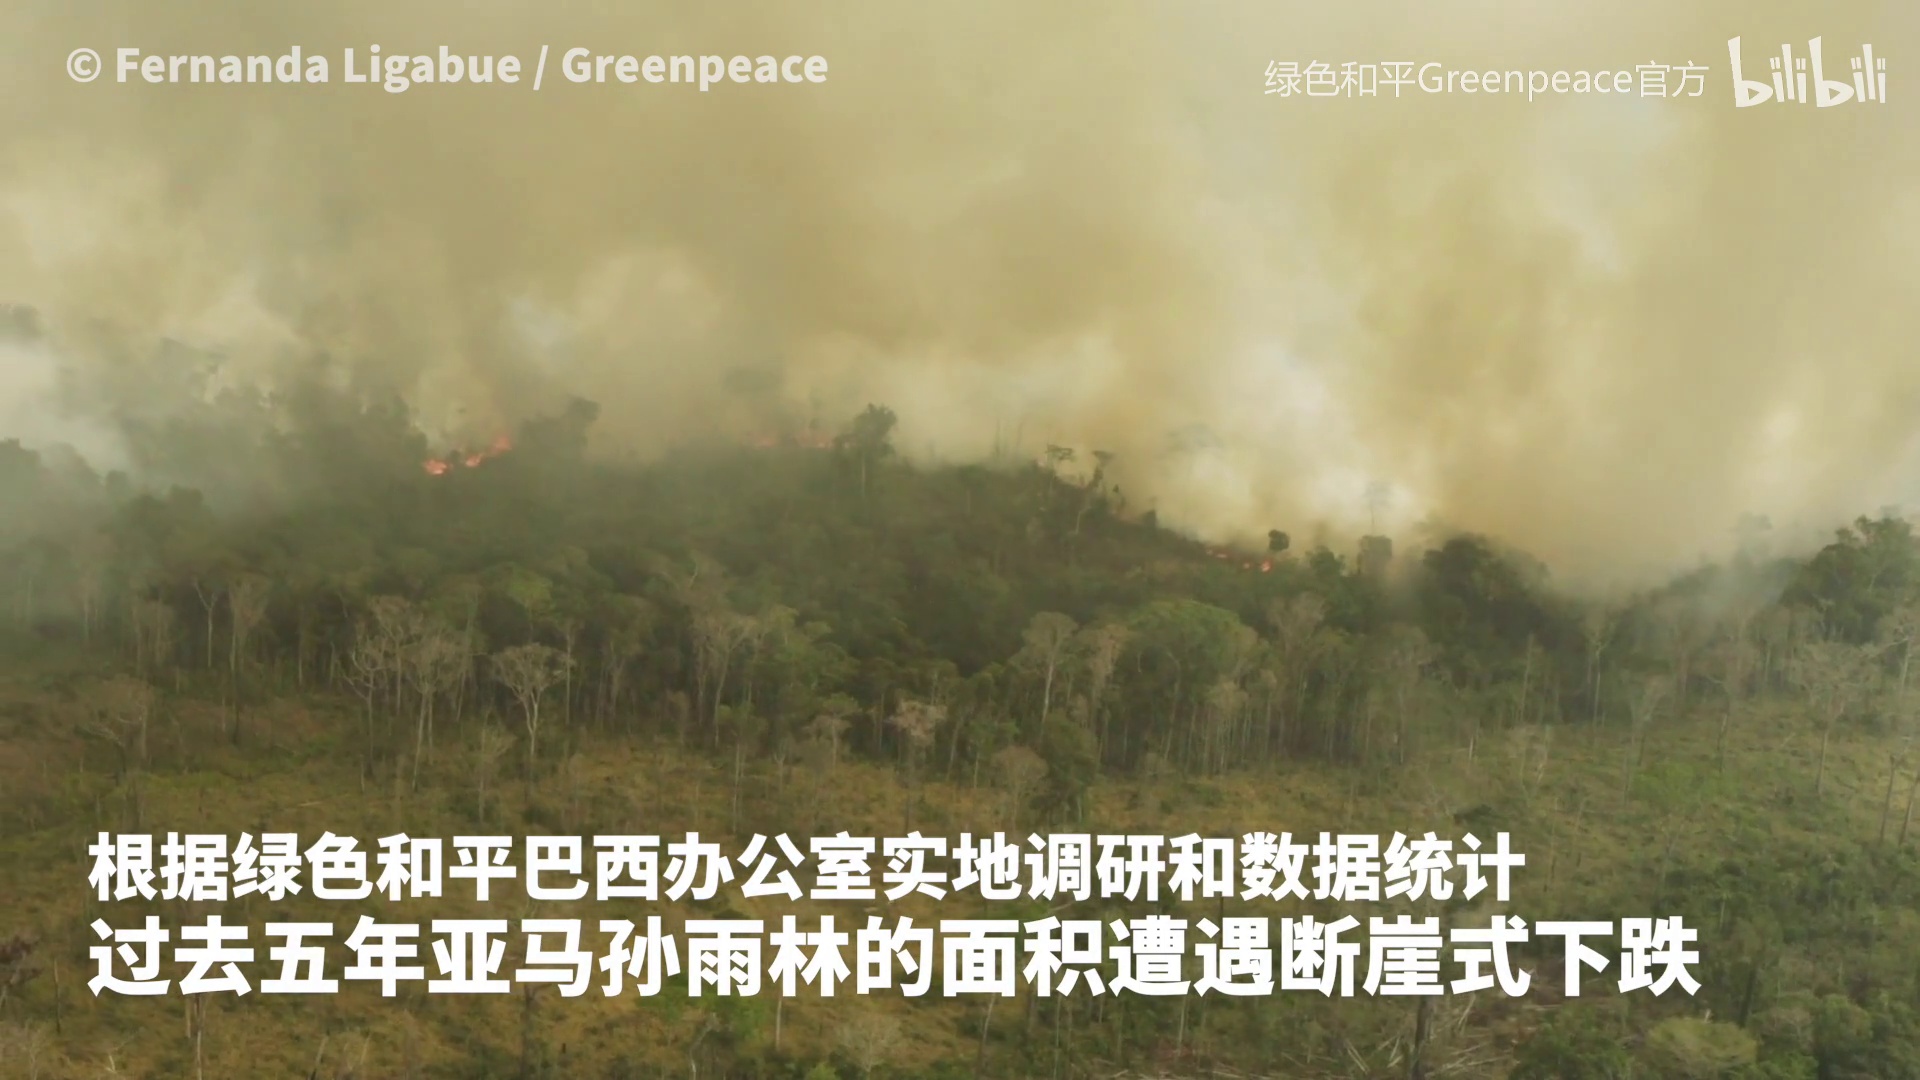 © Fernanda Ligabue / Greenpeace
绿色和平Greenpeace官方 bilibili
根据绿色和平巴西办公室实地调研和数据统计
过去五年亚马孙雨林的面积遭遇断崖式下跌